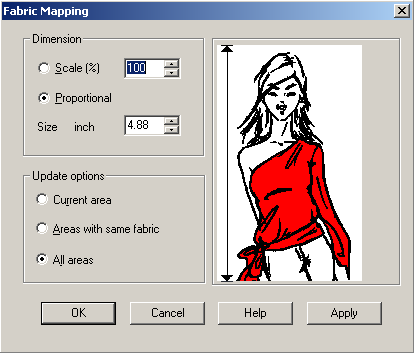 Fabric Mapping
Dimension
Scale (%) 100
Proportional
Size inch 4.88
Update options
Current area
Areas with same fabric
All areas
OK Cancel Help Apply